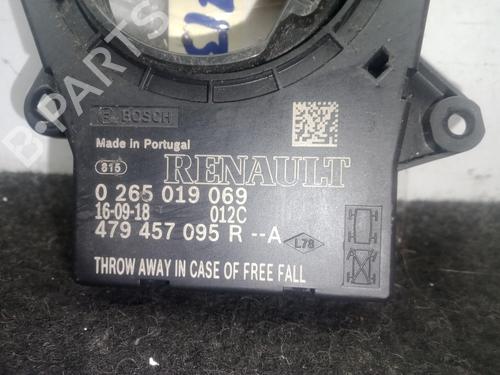 BOSCH
Made in Portugal
815
RENAULT
0 265 019 069
16-09-18 012C
479 457 095 R --A
L78
THROW AWAY IN CASE OF FREE FALL
B-PARTS